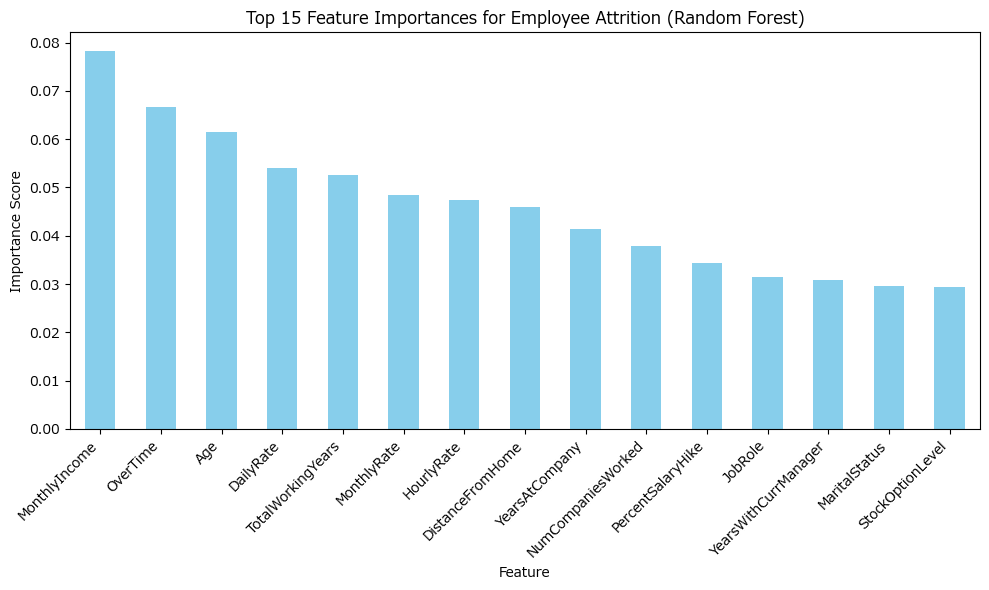 Top 15 Feature Importances for Employee Attrition (Random Forest)
Importance Score
0.08
0.07
0.06
0.05
0.04
0.03
0.02
0.01
0.00
MonthlyIncome
OverTime
Age
DailyRate
TotalWorkingYears
MonthlyRate
HourlyRate
DistanceFromHome
YearsAtCompany
NumCompaniesWorked
PercentSalaryHike
JobRole
YearsWithCurrManager
MaritalStatus
StockOptionLevel
Feature